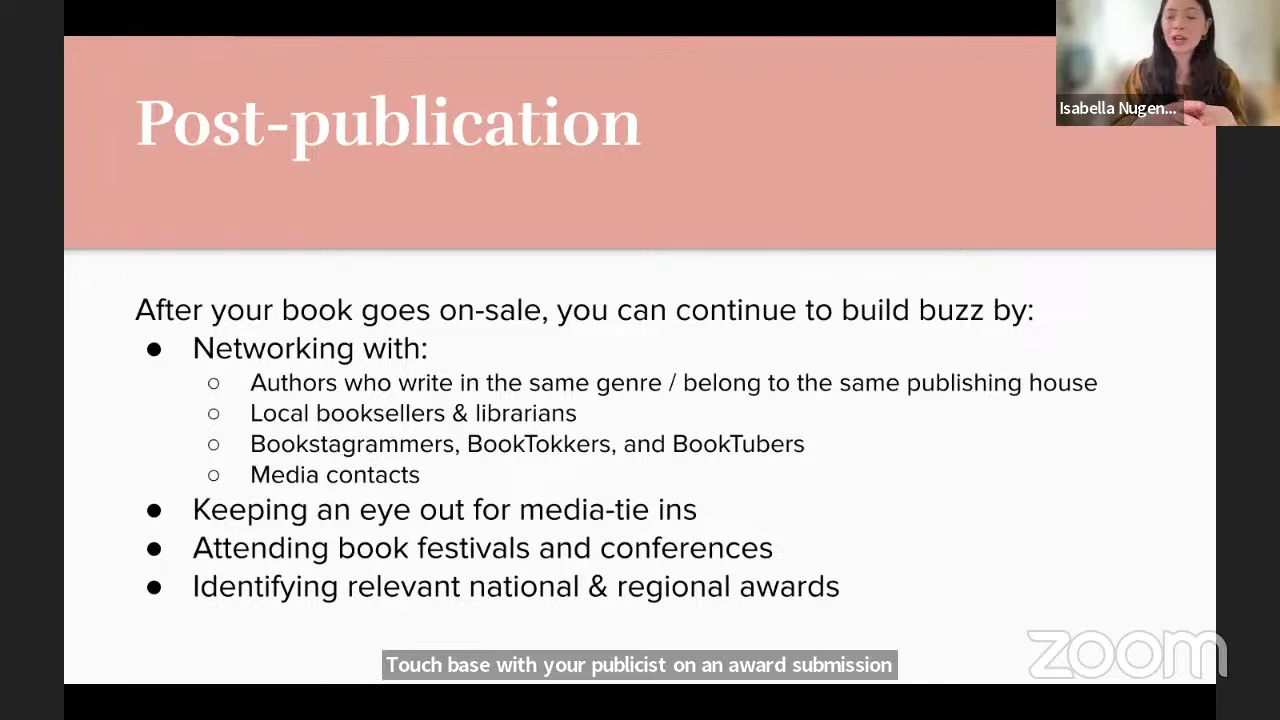 Isabella Nugen...
Post-publication
After your book goes on-sale, you can continue to build buzz by:
● Networking with:
○ Authors who write in the same genre / belong to the same publishing house
○ Local booksellers & librarians
○ Bookstagrammers, BookTokkers, and BookTubers
○ Media contacts
● Keeping an eye out for media-tie ins
● Attending book festivals and conferences
● Identifying relevant national & regional awards
Touch base with your publicist on an award submission
zoom